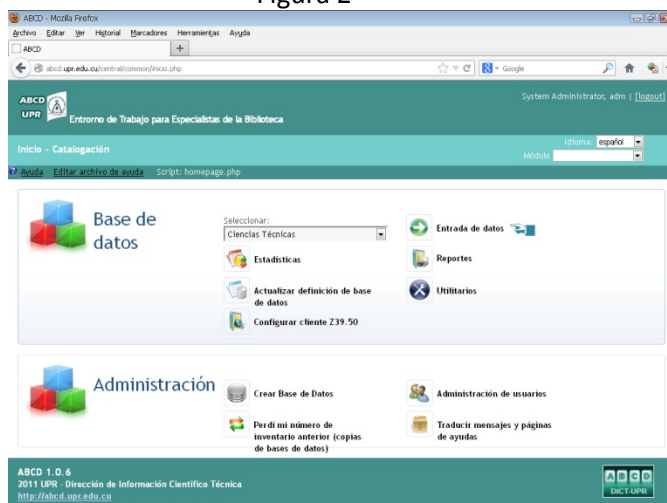 Figura 2
ABCD - Mozilla Firefox
Archivo Editar Ver Historial Marcadores Herramientas Ayuda
ABCD
+
abcd.upr.edu.cu/central/common/inicio.php
Google
ABCD
UPR
System Administrator, adm | [logout]
Entrorno de Trabajo para Especialistas de la Biblioteca
Inicio - Catalogación
Idioma: español
Módulo
Ayuda Editar archivo de ayuda Script: homepage.php
Base de
datos
Seleccionar:
Ciencias Técnicas
Entrada de datos
Estadísticas
Reportes
Actualizar definición de base
de datos
Utilitarios
Configurar cliente Z39.50
Administración
Crear Base de Datos
Administración de usuarios
Perdí mi número de
inventario anterior (copias
de bases de datos)
Traducir mensajes y páginas
de ayudas
ABCD 1.0.6
2011 UPR - Dirección de Información Científico Técnica
http://abcd.upr.edu.cu
A B C D
DICT-UPR